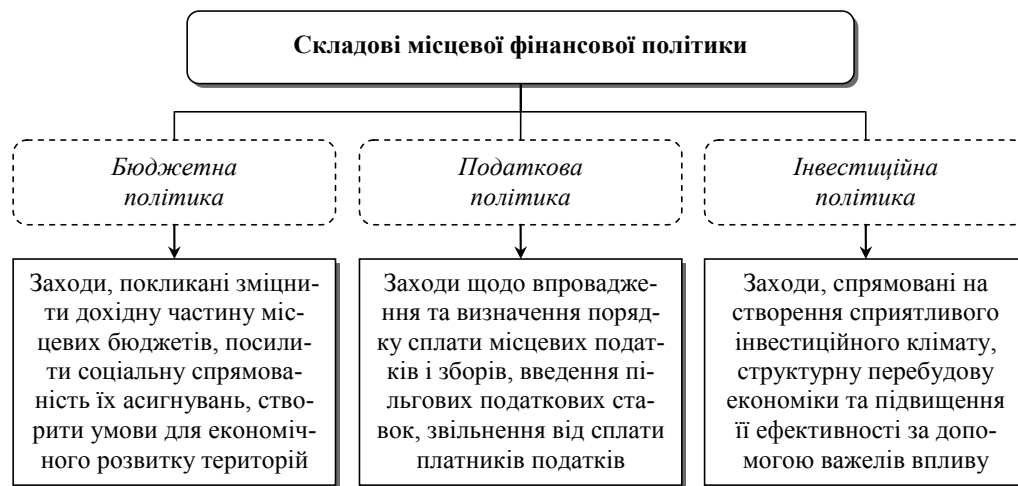 Складові місцевої фінансової політики
Бюджетна
політика
Податкова
політика
Інвестиційна
політика
Заходи, покликані зміцни-
ти дохідну частину міс-
цевих бюджетів, посили-
ти соціальну спрямова-
ність їх асигнувань, ство-
рити умови для економіч-
ного розвитку територій
Заходи щодо впровадже-
ння та визначення поряд-
ку сплати місцевих подат-
ків і зборів, введення пі-
льгових податкових ста-
вок, звільнення від сплати
платників податків
Заходи, спрямовані на
створення сприятливого
інвестиційного клімату,
структурну перебудову
економіки та підвищення
її ефективності за допо-
могою важелів впливу